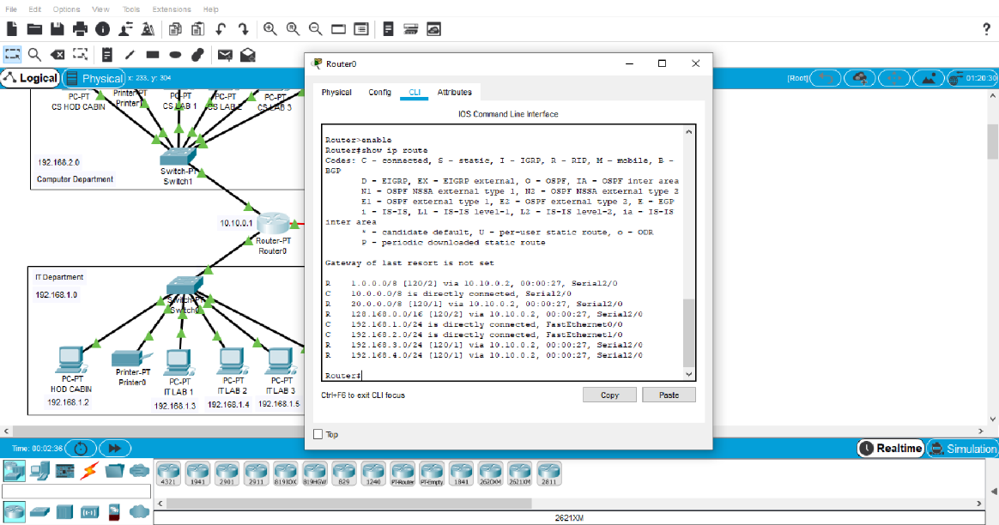 File Edit Options View Tools Extensions Help
?
Logical
Physical x: 233, y: 304
[Root]
01:20:30
PC-PT
CS HOD CABIN
Printer-PT
Printer1
PC-PT
CS LAB 1
PC-PT
CS LAB 2
PC-PT
CS LAB 3
192.168.2.0
Computer Department
Switch-PT
Switch1
10.10.0.1
Router-PT
Router0
IT Department
192.168.1.0
Switch-PT
Switch0
PC-PT
HOD CABIN
192.168.1.2
Printer-PT
Printer0
PC-PT
IT LAB 1
192.168.1.3
PC-PT
IT LAB 2
192.168.1.4
PC-PT
IT LAB 3
192.168.1.5
Router0
Physical Config CLI Attributes
IOS Command Line Interface
Router>enable
Router#show ip route
Codes: C - connected, S - static, I - IGRP, R - RIP, M - mobile, B -
BGP
D - EIGRP, EX - EIGRP external, O - OSPF, IA - OSPF inter area
N1 - OSPF NSSA external type 1, N2 - OSPF NSSA external type 2
E1 - OSPF external type 1, E2 - OSPF external type 2, E - EGP
i - IS-IS, L1 - IS-IS level-1, L2 - IS-IS level-2, ia - IS-IS
inter area
* - candidate default, U - per-user static route, o - ODR
P - periodic downloaded static route
Gateway of last resort is not set
R 1.0.0.0/8 [120/2] via 10.10.0.2, 00:00:27, Serial2/0
C 10.0.0.0/8 is directly connected, Serial2/0
R 20.0.0.0/8 [120/1] via 10.10.0.2, 00:00:27, Serial2/0
R 128.168.0.0/16 [120/2] via 10.10.0.2, 00:00:27, Serial2/0
C 192.168.1.0/24 is directly connected, FastEthernet0/0
C 192.168.2.0/24 is directly connected, FastEthernet1/0
R 192.168.3.0/24 [120/1] via 10.10.0.2, 00:00:27, Serial2/0
R 192.168.4.0/24 [120/1] via 10.10.0.2, 00:00:27, Serial2/0
Router#
Ctrl+F6 to exit CLI focus
Copy Paste
Top
Time: 00:02:36
Realtime
Simulation
4321 1941 2901 2911 819IOX 819HGW 829 1240 PT-Router PT-Empty 1841 2620XM 2621XM 2811
2621XM